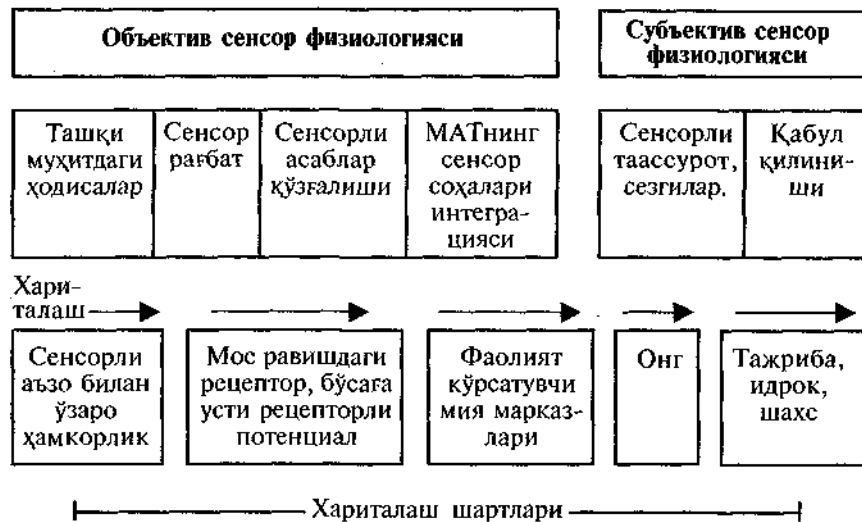 Объектив сенсор физиологияси
Субъектив сенсор
физиологияси
Ташқи
муҳитдаги
ҳодисалар
Сенсор
рағбат
Сенсорли
асаблар
қўзғалиши
МАТнинг
сенсор
соҳалари
интегра-
цияси
Сенсорли
таассурот,
сезгилар.
Қабул
қилини-
ши
Хари-
талаш
Сенсорли
аъзо билан
ўзаро
ҳамкорлик
Мос равишдаги
рецептор, бўсаға
усти рецепторли
потенциал
Фаолият
кўрсатувчи
мия марказ-
лари
Онг
Тажриба,
идрок,
шахс
Хариталаш шартлари